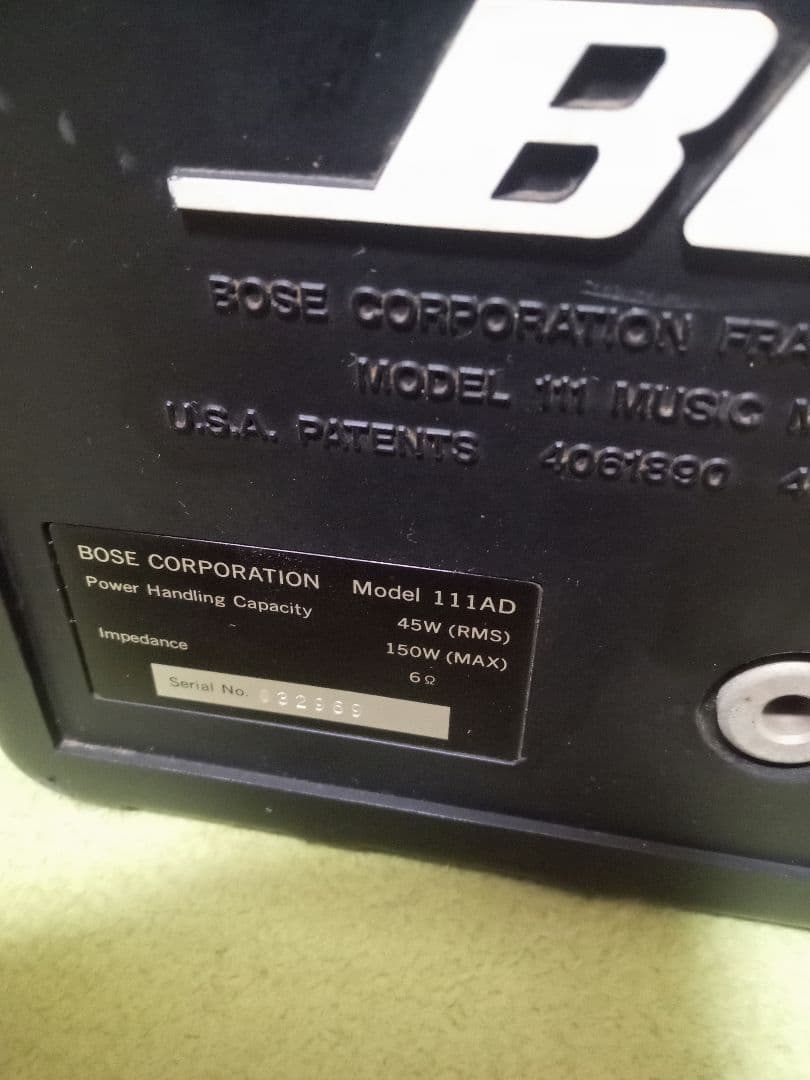 B
BOSE CORPORATION
MODEL 111 MUSIC
U.S.A. PATENTS 4061890
BOSE CORPORATION Model 111AD
Power Handling Capacity 45W (RMS)
150W (MAX)
Impedance 6Ω
Serial No. 032969